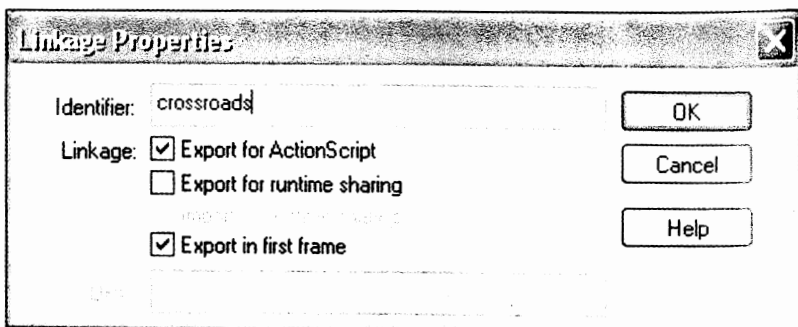 Linkage Properties
Identifier: crossroads
OK
Linkage: Export for ActionScript
Cancel
Export for runtime sharing
Help
Export in first frame